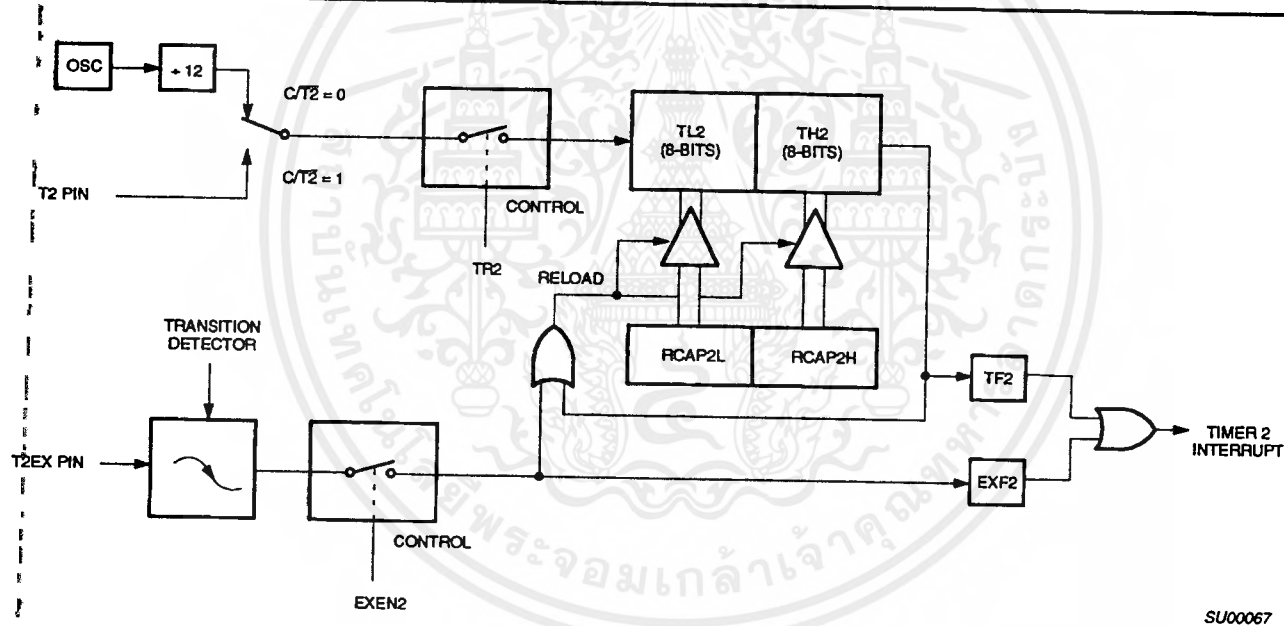 OSC
÷ 12
C/T2̅ = 0
TL2
(8-BITS)
TH2
(8-BITS)
T2 PIN
C/T2̅ = 1
CONTROL
TR2
RELOAD
TRANSITION
DETECTOR
RCAP2L
RCAP2H
TF2
TIMER 2
INTERRUPT
T2EX PIN
EXF2
CONTROL
EXEN2
SU00067